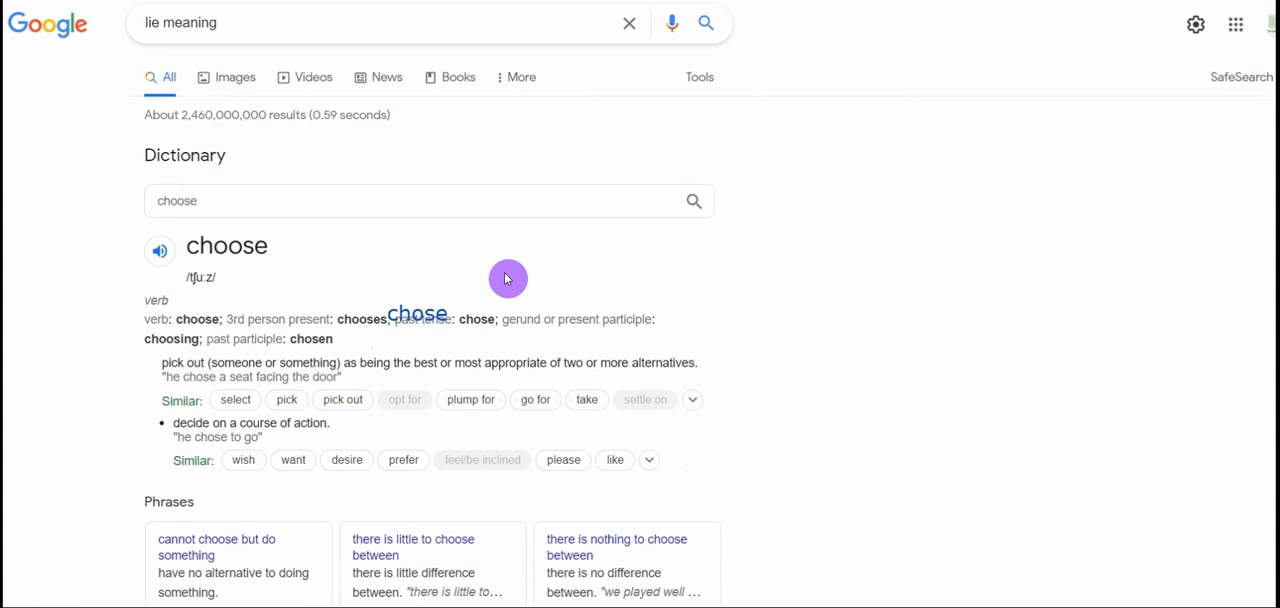 Google
lie meaning
All Images Videos News Books More Tools SafeSearch
About 2,460,000,000 results (0.59 seconds)
Dictionary
choose
choose
/tʃuːz/
verb
chose
verb: choose; 3rd person present: chooses; past tense: chose; gerund or present participle:
choosing; past participle: chosen
pick out (someone or something) as being the best or most appropriate of two or more alternatives.
"he chose a seat facing the door"
Similar: select pick pick out opt for plump for go for take settle on
• decide on a course of action.
"he chose to go"
Similar: wish want desire prefer feel/be inclined please like
Phrases
cannot choose but do there is little to choose there is nothing to choose
something between between
have no alternative to doing there is little difference there is no difference
something. between. "there is little to... between. "we played well ...